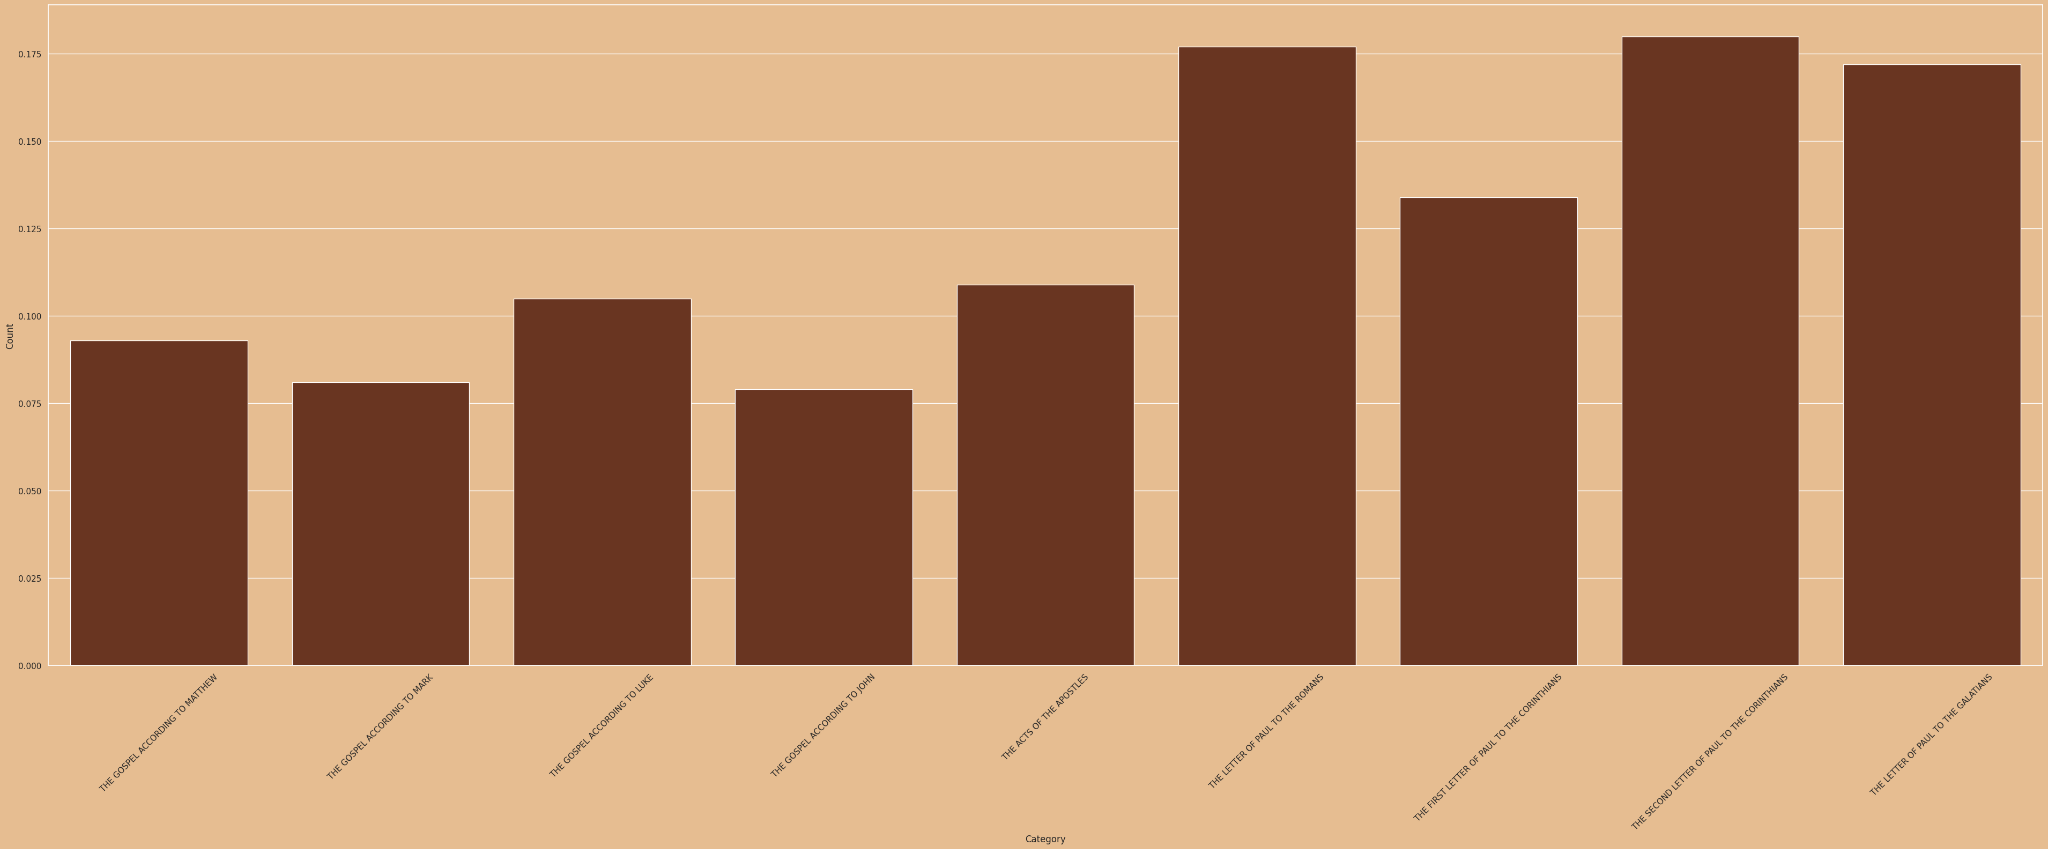 0.175
0.150
0.125
0.100
0.075
0.050
0.025
0.000
Count
THE GOSPEL ACCORDING TO MATTHEW
THE GOSPEL ACCORDING TO MARK
THE GOSPEL ACCORDING TO LUKE
THE GOSPEL ACCORDING TO JOHN
THE ACTS OF THE APOSTLES
THE LETTER OF PAUL TO THE ROMANS
THE FIRST LETTER OF PAUL TO THE CORINTHIANS
THE SECOND LETTER OF PAUL TO THE CORINTHIANS
THE LETTER OF PAUL TO THE GALATIANS
Category